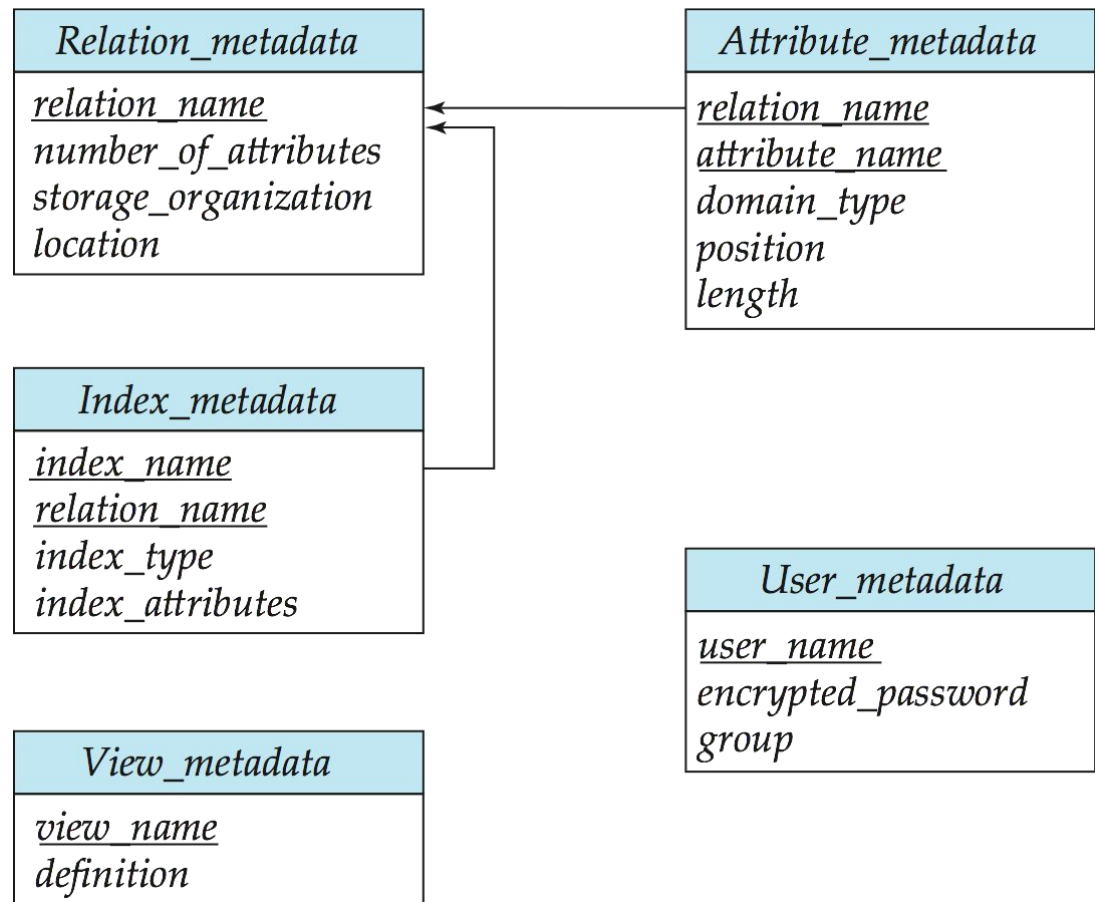 Relation_metadata
relation_name
number_of_attributes
storage_organization
location
Attribute_metadata
relation_name
attribute_name
domain_type
position
length
Index_metadata
index_name
relation_name
index_type
index_attributes
User_metadata
user_name
encrypted_password
group
View_metadata
view_name
definition